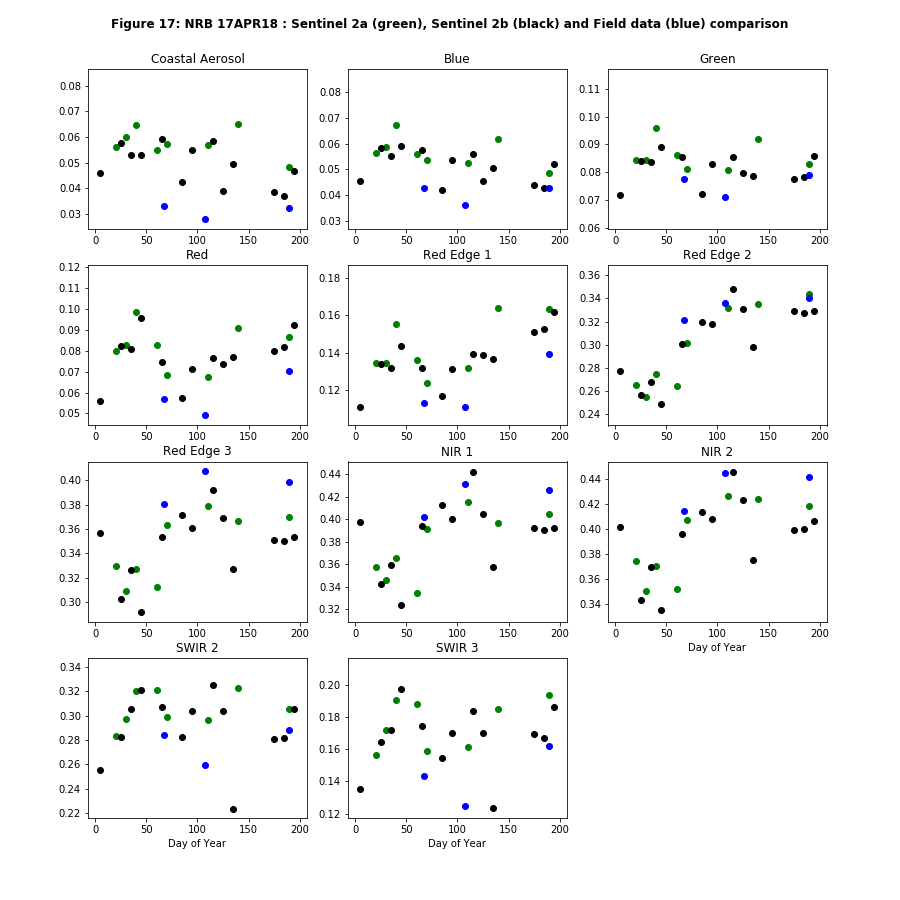 Figure 17: NRB 17APR18 : Sentinel 2a (green), Sentinel 2b (black) and Field data (blue) comparison
Coastal Aerosol
Blue
Green
0.08
0.07
0.06
0.05
0.04
0.03
0 50 100 150 200
0.08
0.07
0.06
0.05
0.04
0.03
0 50 100 150 200
0.11
0.10
0.09
0.08
0.07
0.06
0 50 100 150 200
Red
Red Edge 1
Red Edge 2
0.12
0.11
0.10
0.09
0.08
0.07
0.06
0.05
0 50 100 150 200
0.18
0.16
0.14
0.12
0 50 100 150 200
0.36
0.34
0.32
0.30
0.28
0.26
0.24
0 50 100 150 200
Red Edge 3
NIR 1
NIR 2
0.40
0.38
0.36
0.34
0.32
0.30
0 50 100 150 200
0.44
0.42
0.40
0.38
0.36
0.34
0.32
0 50 100 150 200
0.44
0.42
0.40
0.38
0.36
0.34
0 50 100 150 200
Day of Year
SWIR 2
SWIR 3
0.34
0.32
0.30
0.28
0.26
0.24
0.22
0 50 100 150 200
Day of Year
0.20
0.18
0.16
0.14
0.12
0 50 100 150 200
Day of Year